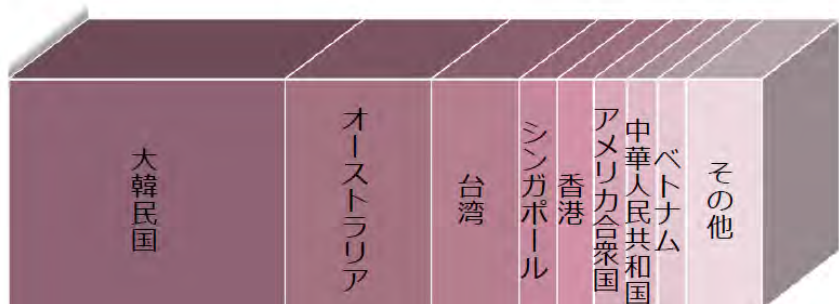 大韓民国
オーストラリア
台湾
シンガポール
香港
アメリカ合衆国
中華人民共和国
ベトナム
その他